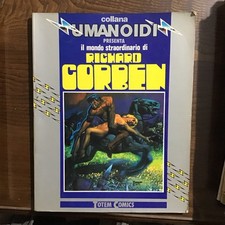 collana
UMANOIDI
PRESENTA
il mondo straordinario di
RICHARD
CORBEN
TOTEM COMICS